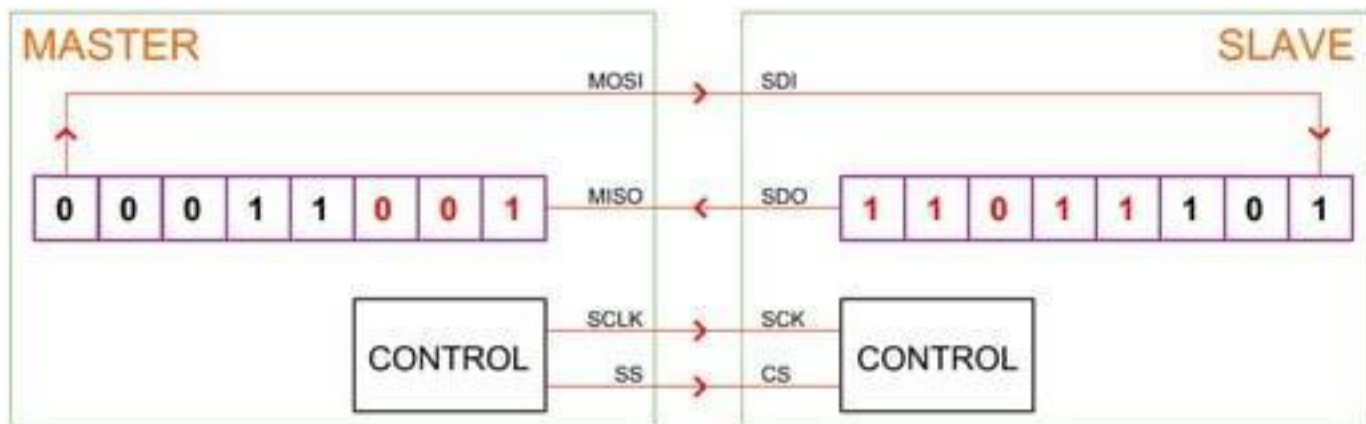 MASTER SLAVE
MOSI SDI
0 0 0 1 1 0 0 1 MISO SDO 1 1 0 1 1 1 0 1
SCLK SCK
CONTROL CONTROL
SS CS